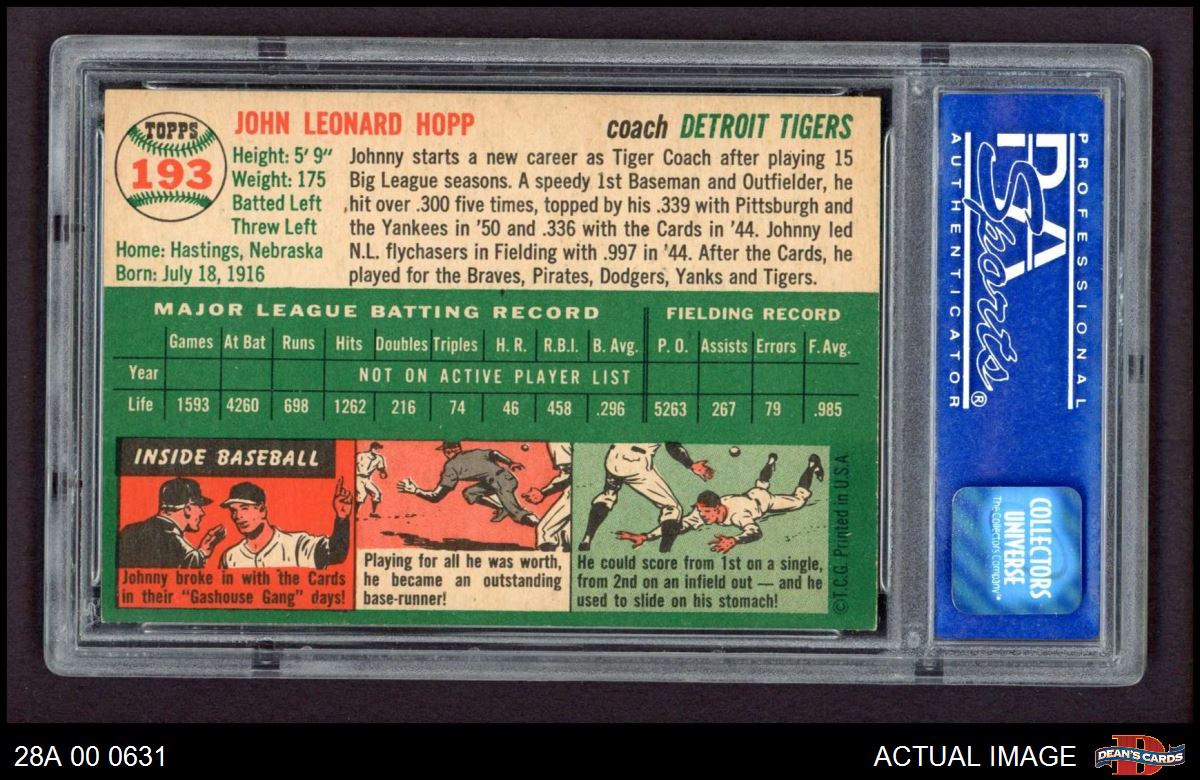 TOPPS
193
JOHN LEONARD HOPP
coach DETROIT TIGERS
Height: 5' 9"
Weight: 175
Batted Left
Threw Left
Home: Hastings, Nebraska
Born: July 18, 1916
Johnny starts a new career as Tiger Coach after playing 15
Big League seasons. A speedy 1st Baseman and Outfielder, he
hit over .300 five times, topped by his .339 with Pittsburgh and
the Yankees in '50 and .336 with the Cards in '44. Johnny led
N.L. flychasers in Fielding with .997 in '44. After the Cards, he
played for the Braves, Pirates, Dodgers, Yanks and Tigers.
MAJOR LEAGUE BATTING RECORD FIELDING RECORD
Games At Bat Runs Hits Doubles Triples H. R. R.B.I. B. Avg. P. O. Assists Errors F. Avg.
Year NOT ON ACTIVE PLAYER LIST
Life 1593 4260 698 1262 216 74 46 458 .296 5263 267 79 .985
INSIDE BASEBALL
Johnny broke in with the Cards
in their "Gashouse Gang" days!
Playing for all he was worth,
he became an outstanding
base-runner!
He could score from 1st on a single,
from 2nd on an infield out — and he
used to slide on his stomach!
©T.C.G. Printed in U.S.A
PROFESSIONAL
PSA
Sports®
AUTHENTICATOR
COLLECTORS
UNIVERSE
The Collectors Company
28A 00 0631
ACTUAL IMAGE
DEAN'S CARDS